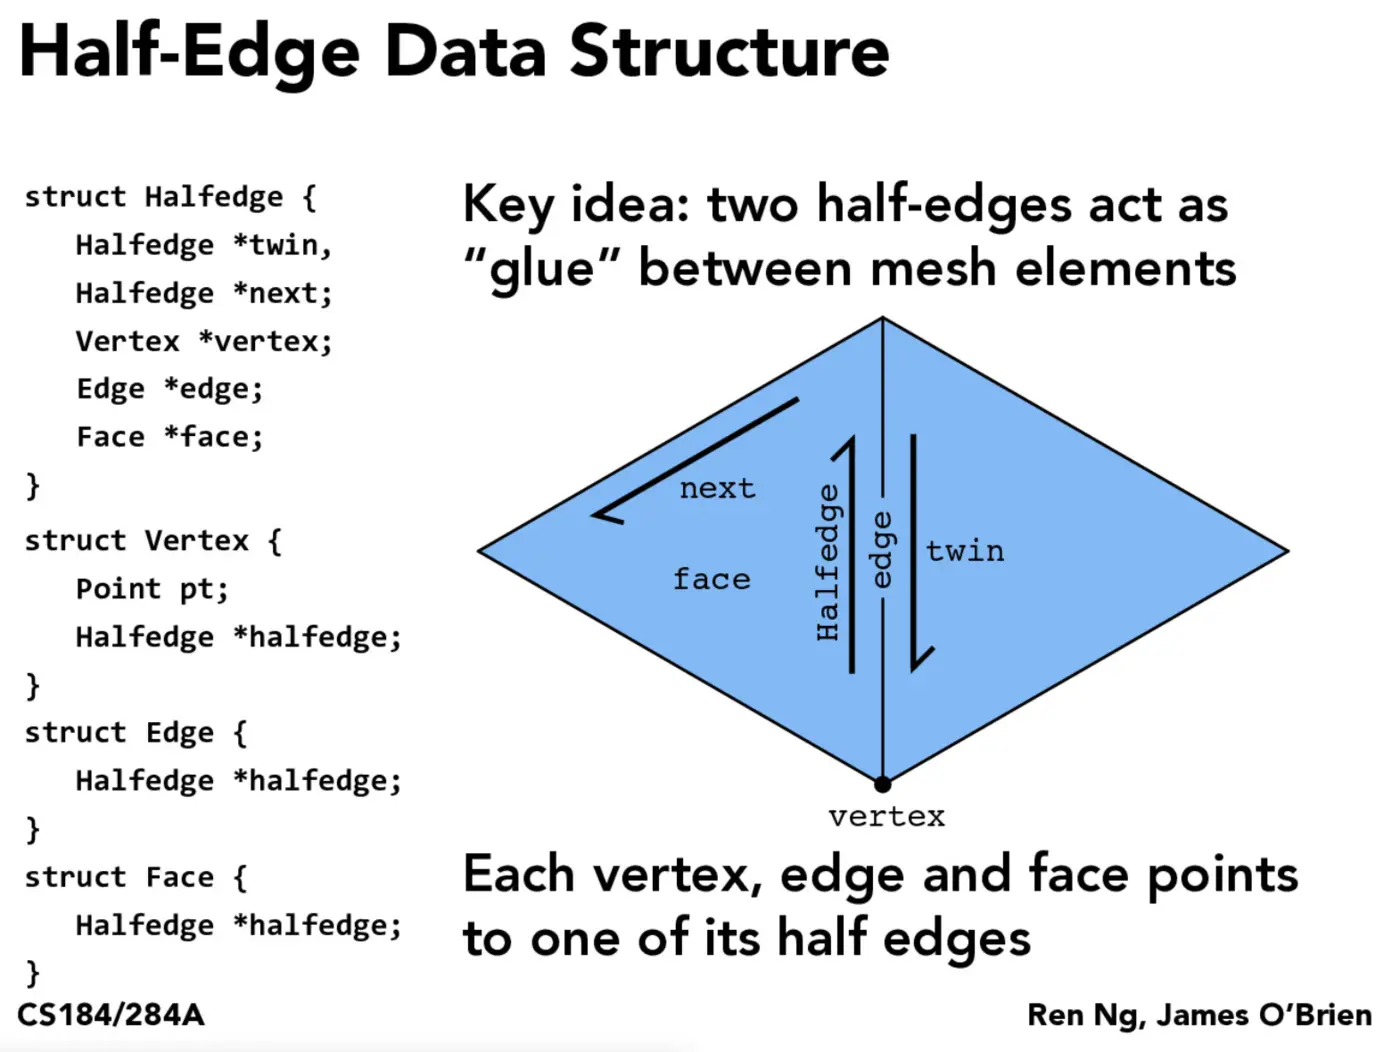 Half-Edge Data Structure
struct Halfedge {
Halfedge *twin,
Halfedge *next;
Vertex *vertex;
Edge *edge;
Face *face;
}
struct Vertex {
Point pt;
Halfedge *halfedge;
}
struct Edge {
Halfedge *halfedge;
}
struct Face {
Halfedge *halfedge;
}
Key idea: two half-edges act as
“glue” between mesh elements
next
face
Halfedge
edge
twin
vertex
Each vertex, edge and face points
to one of its half edges
CS184/284A
Ren Ng, James O’Brien